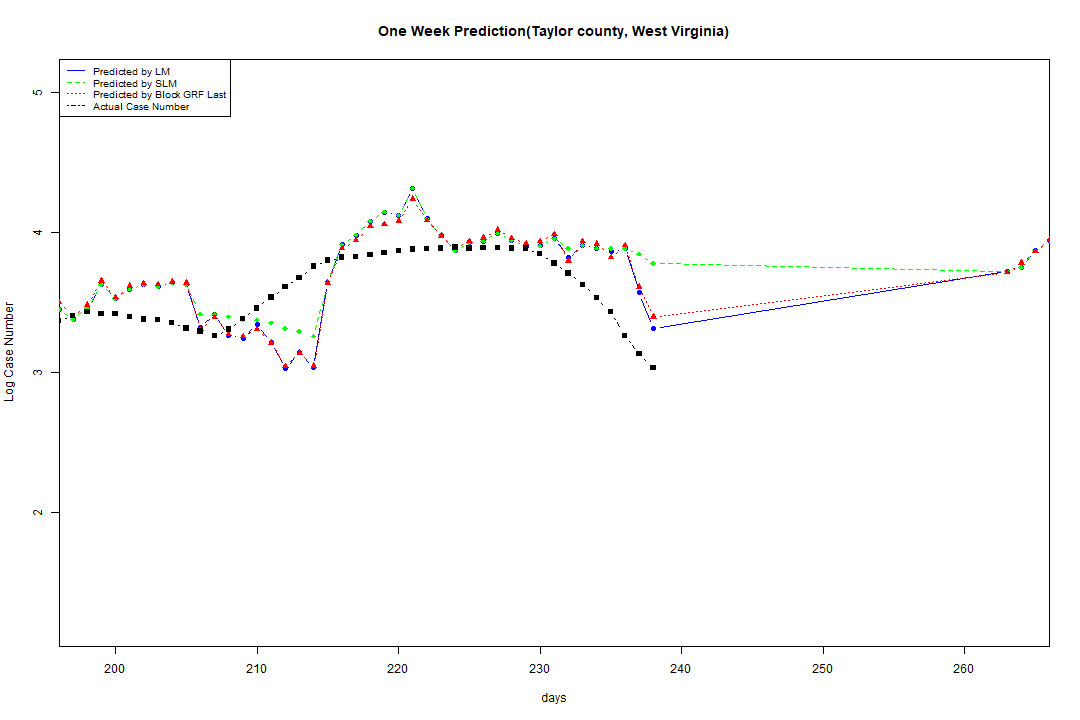 One Week Prediction(Taylor county, West Virginia)
Predicted by LM
Predicted by SLM
Predicted by Block GRF Last
Actual Case Number
5
4
3
2
Log Case Number
200 210 220 230 240 250 260
days